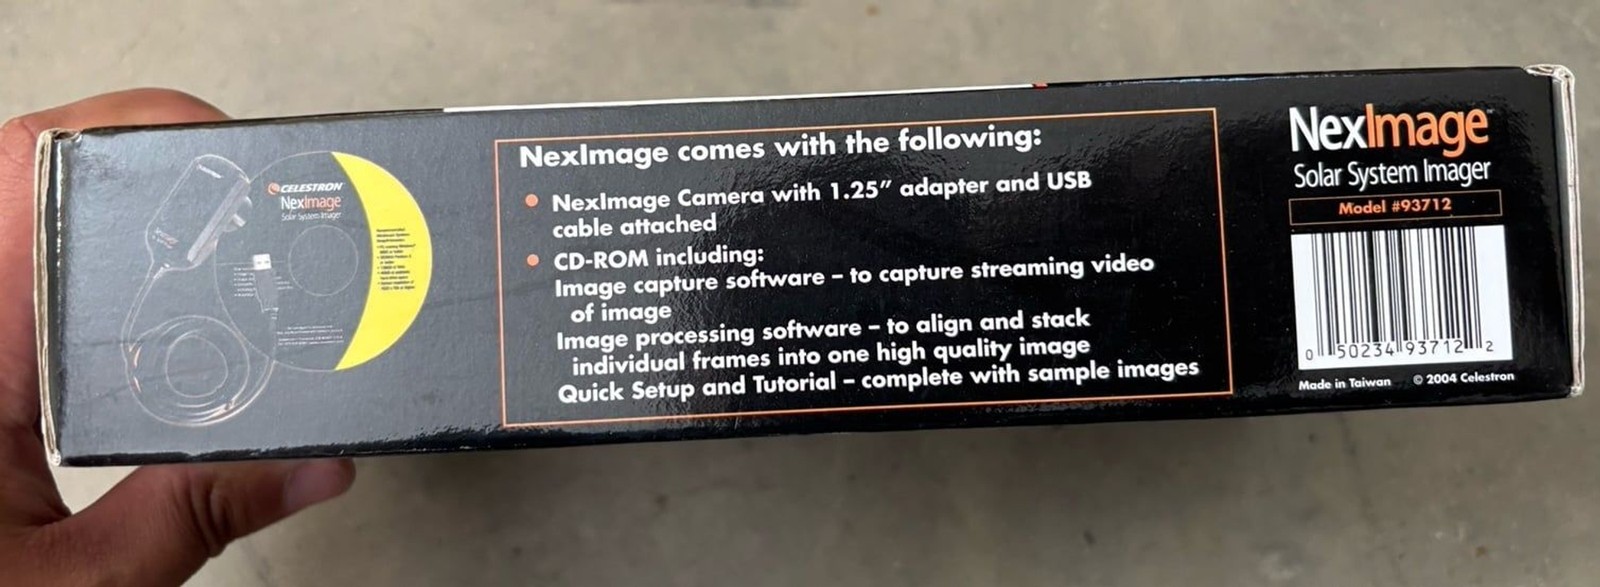 CELESTRON
NexImage
Solar System Imager
NexImage comes with the following:
• NexImage Camera with 1.25″ adapter and USB
cable attached
• CD-ROM including:
Image capture software – to capture streaming video
of image
Image processing software – to align and stack
individual frames into one high quality image
Quick Setup and Tutorial – complete with sample images
NexImage™
Solar System Imager
Model #93712
0 50234 93712 2
Made in Taiwan © 2004 Celestron